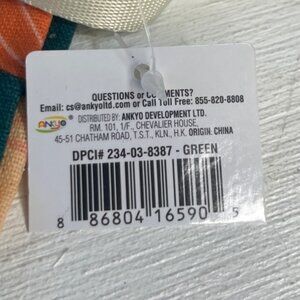 QUESTIONS or COMMENTS?
Email: cs@ankyoltd.com or Call Toll Free: 855-820-8808
ANKYO
DISTRIBUTED BY: ANKYO DEVELOPMENT LTD.
RM. 101, 1/F., CHEVALIER HOUSE,
45-51 CHATHAM ROAD, T.S.T., KLN., H.K. ORIGIN: CHINA
DPCI# 234-03-8387 - GREEN
8 86804 16590 5